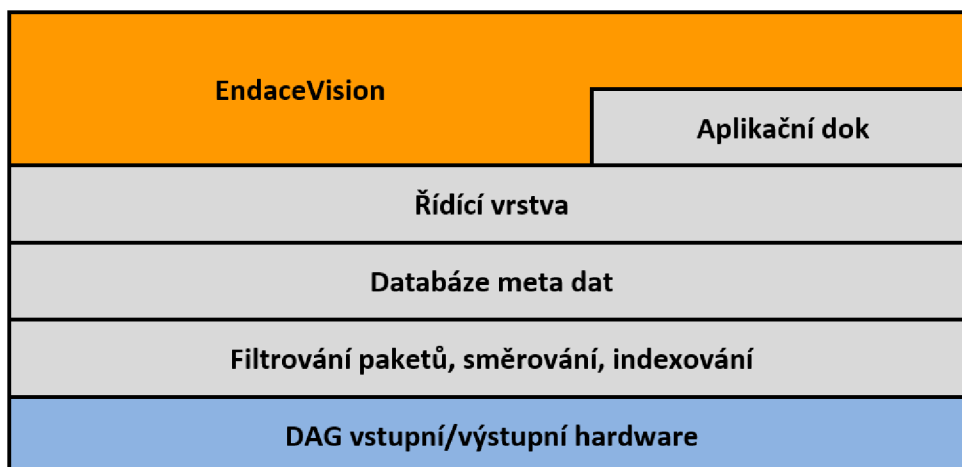 EndaceVision
Aplikační dok
Řídící vrstva
Databáze meta dat
Filtrování paketů, směrování, indexování
DAG vstupní/výstupní hardware